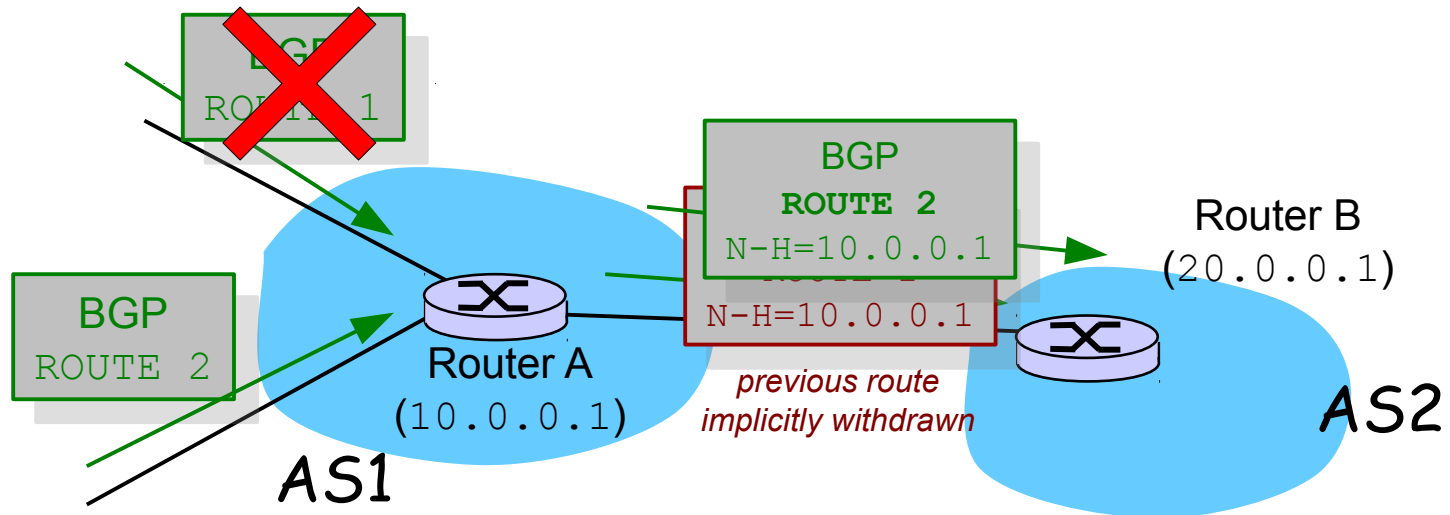 BGP
ROUTE 1
BGP
ROUTE 2
N-H=10.0.0.1
N-H=10.0.0.1
Router B
(20.0.0.1)
BGP
ROUTE 2
Router A
(10.0.0.1)
previous route
implicitly withdrawn
AS1
AS2